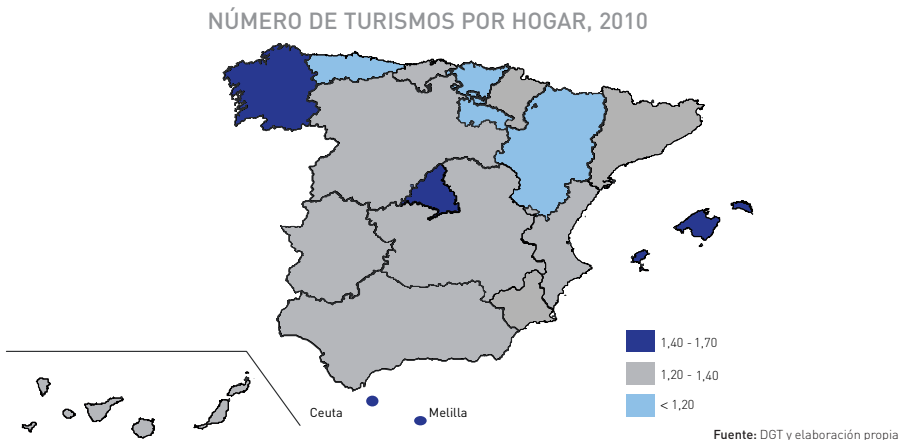 NÚMERO DE TURISMOS POR HOGAR, 2010
1,40 - 1,70
1,20 - 1,40
< 1,20
Ceuta
Melilla
Fuente: DGT y elaboración propia